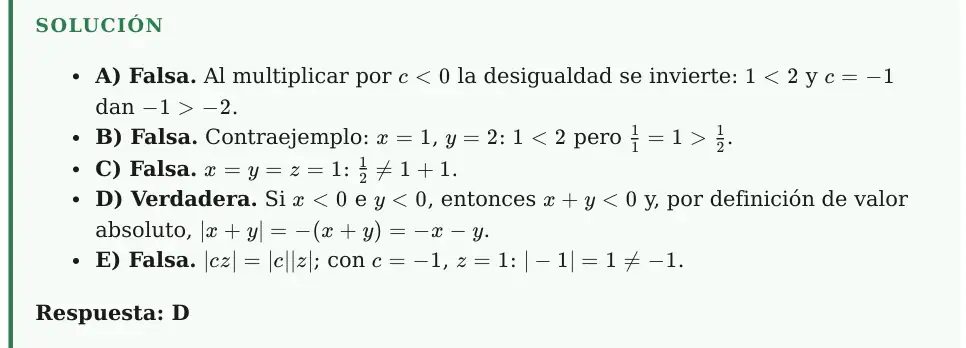 SOLUCIÓN
• A) Falsa. Al multiplicar por c < 0 la desigualdad se invierte: 1 < 2 y c = −1
dan −1 > −2.
• B) Falsa. Contraejemplo: x = 1, y = 2: 1 < 2 pero 1/1 = 1 > 1/2.
• C) Falsa. x = y = z = 1: 1/2 ≠ 1 + 1.
• D) Verdadera. Si x < 0 e y < 0, entonces x + y < 0 y, por definición de valor
absoluto, |x + y| = −(x + y) = −x − y.
• E) Falsa. |cz| = |c||z|; con c = −1, z = 1: | − 1| = 1 ≠ −1.
Respuesta: D